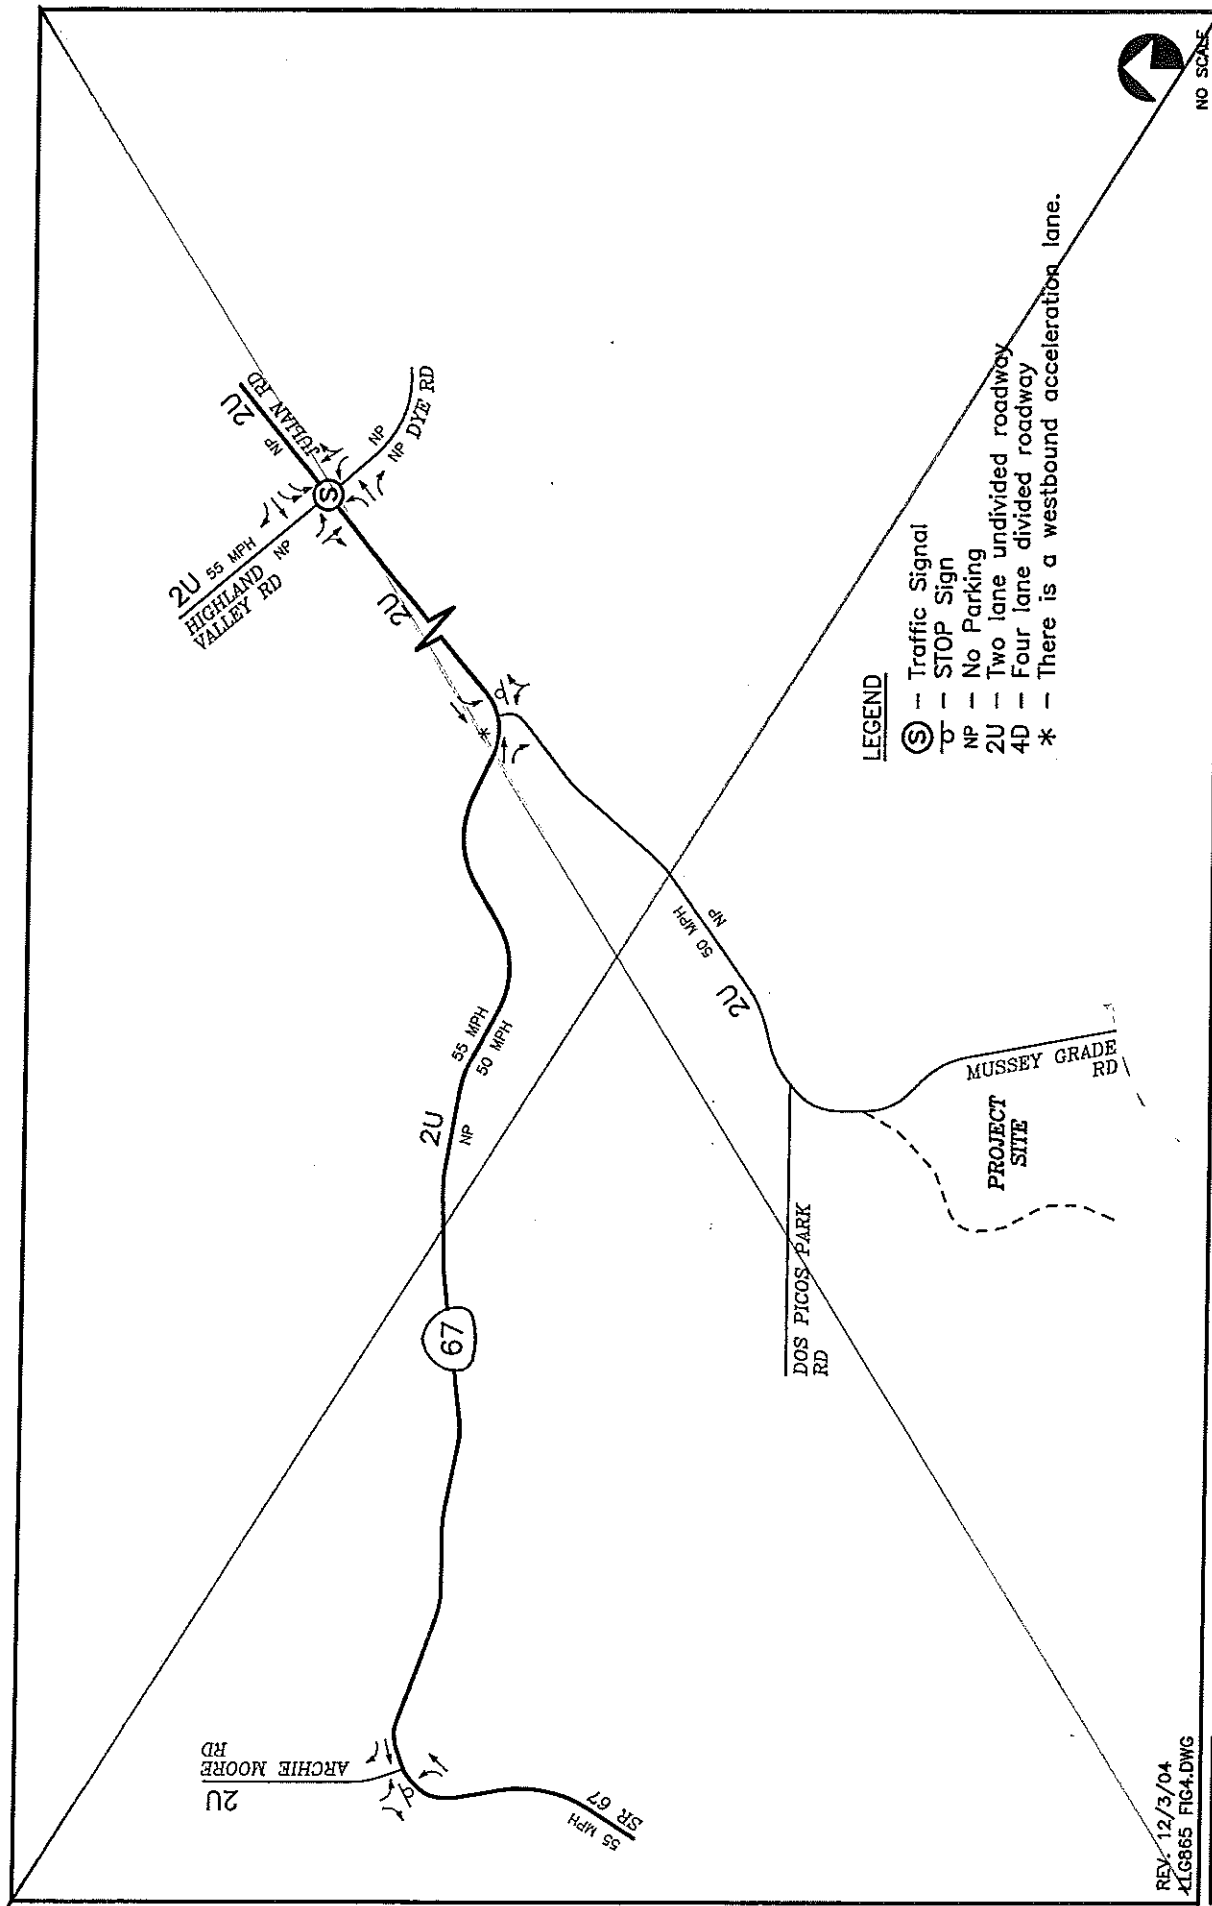 ARCHIE MOORE
RD
2U
55 MPH
SR 67
67
2U
NP
55 MPH
50 MPH
2U
*
2U 55 MPH
HIGHLAND
VALLEY RD
NP
S
NP
2U
JULIAN RD
NP
NP DYE RD
2U
50 MPH
NP
DOS PICOS PARK
RD
MUSSEY GRADE
RD
PROJECT
SITE
LEGEND
S - Traffic Signal
- STOP Sign
NP - No Parking
2U - Two lane undivided roadway
4D - Four lane divided roadway
* - There is a westbound acceleration lane.
NO SCALE
REV. 12/3/04
LLG865 FIG4.DWG